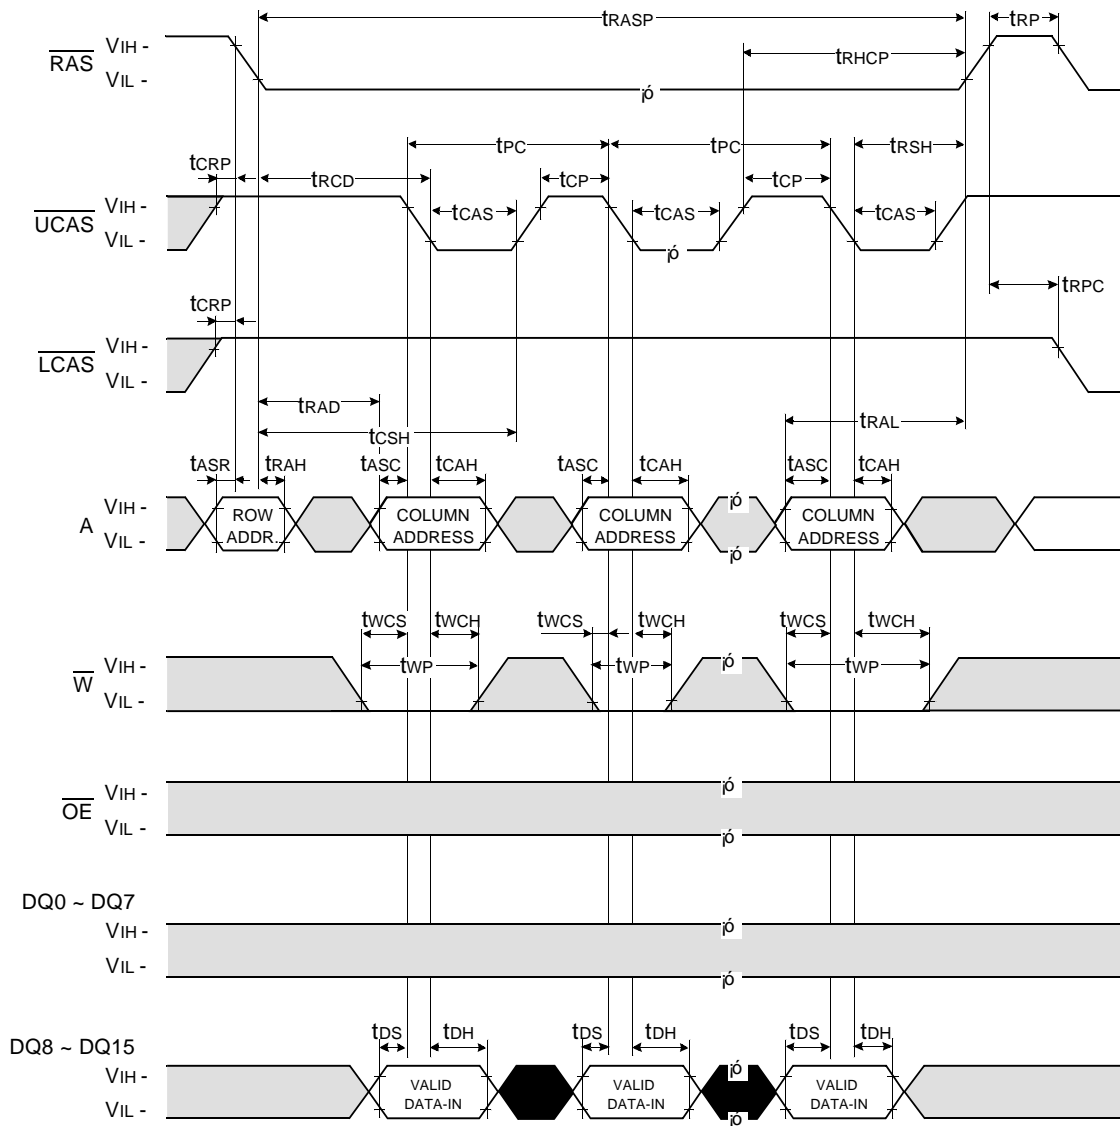 tRASP tRP
RAS VIH - VIL - tRHCP
¡ó
tPC tPC tRSH
tCRP tRCD tCP tCP
UCAS VIH - VIL - tCAS tCAS tCAS
¡ó
tRPC
tCRP
LCAS VIH - VIL -
tRAD tRAL
tCSH
tASR tRAH tASC tCAH tASC tCAH tASC tCAH
A VIH - VIL -
ROW ADDR.
COLUMN ADDRESS
COLUMN ADDRESS
¡ó
¡ó
COLUMN ADDRESS
tWCS tWCH tWCS tWCH tWCS tWCH
W VIH - VIL - tWP tWP tWP
¡ó
OE VIH - VIL -
¡ó
¡ó
DQ0 ~ DQ7
VIH -
VIL -
¡ó
¡ó
DQ8 ~ DQ15
tDS tDH tDS tDH tDS tDH
VIH -
VIL -
VALID DATA-IN
VALID DATA-IN
¡ó
¡ó
VALID DATA-IN